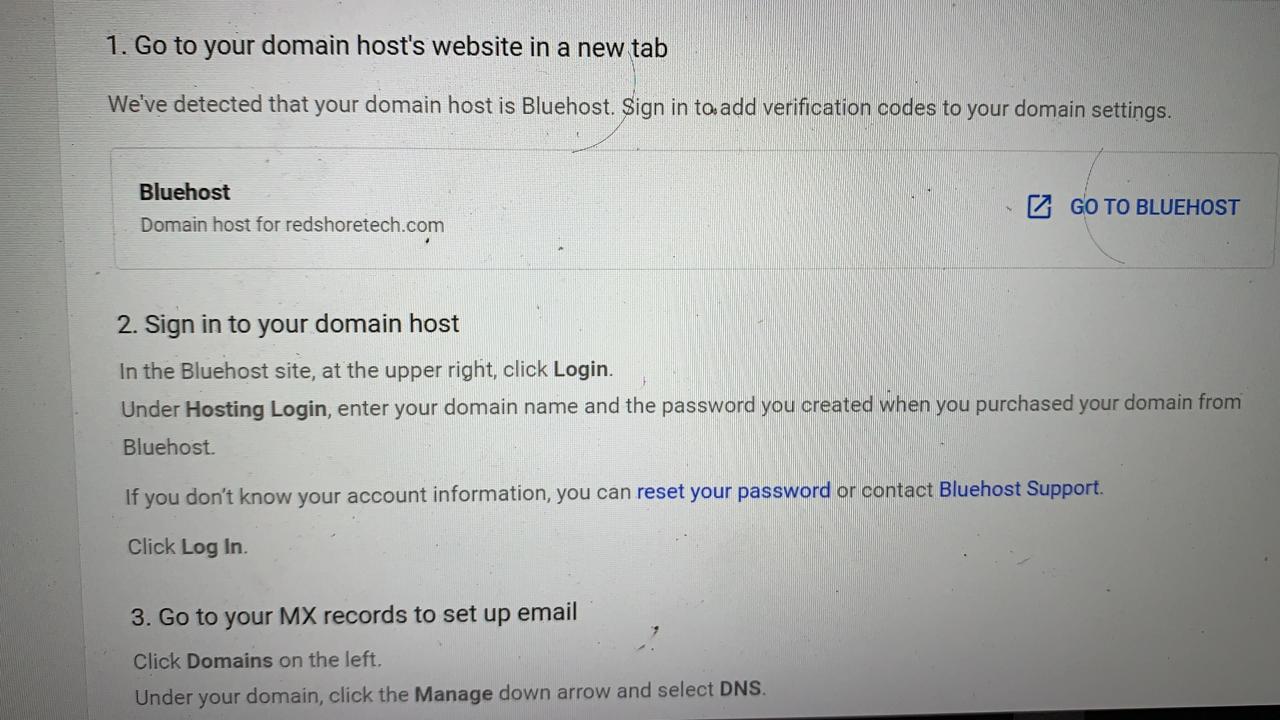 1. Go to your domain host's website in a new tab
We've detected that your domain host is Bluehost. Sign in to add verification codes to your domain settings.
Bluehost
Domain host for redshoretech.com
GO TO BLUEHOST
2. Sign in to your domain host
In the Bluehost site, at the upper right, click Login.
Under Hosting Login, enter your domain name and the password you created when you purchased your domain from
Bluehost.
If you don't know your account information, you can reset your password or contact Bluehost Support.
Click Log In.
3. Go to your MX records to set up email
Click Domains on the left.
Under your domain, click the Manage down arrow and select DNS.